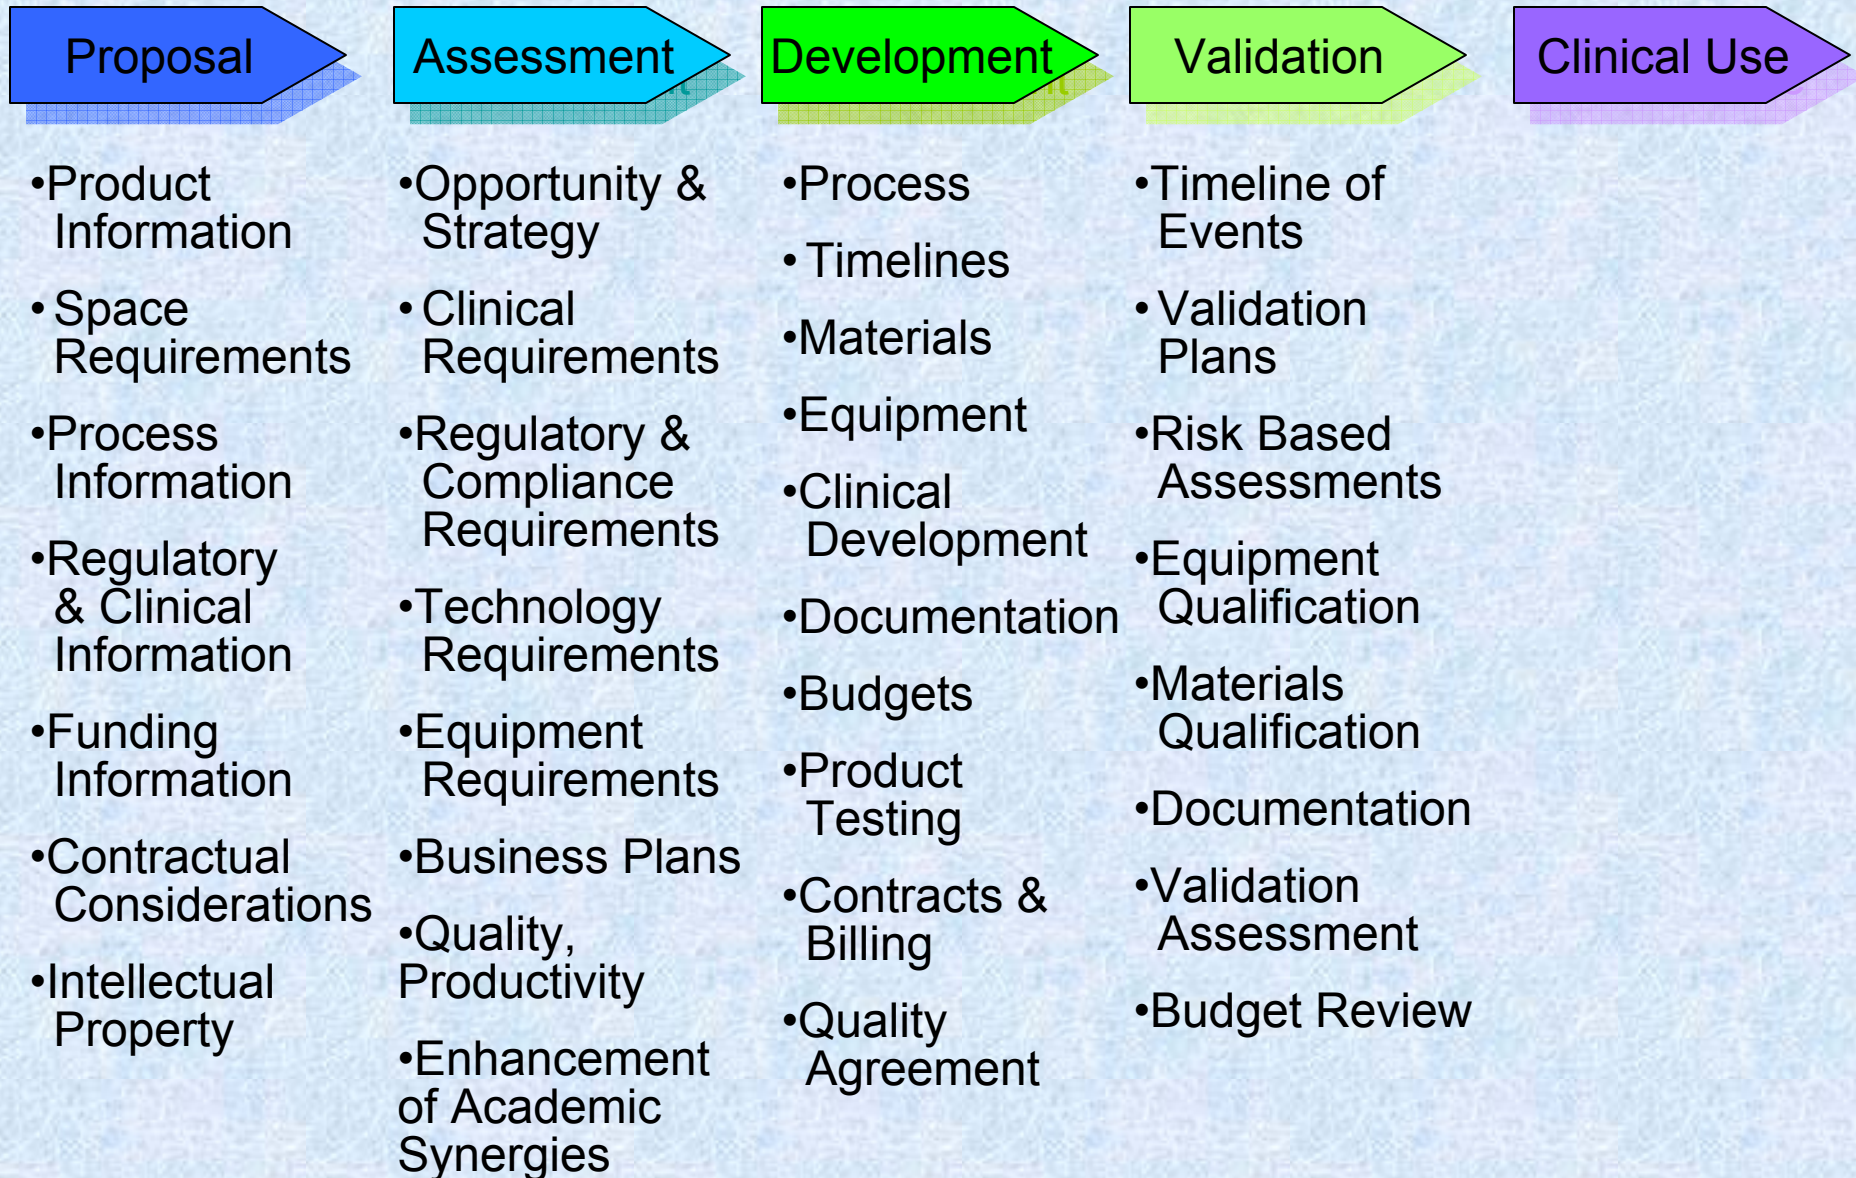 Proposal
Assessment
Development
Validation
Clinical Use
•Product
Information
• Space
Requirements
•Process
Information
•Regulatory
& Clinical
Information
•Funding
Information
•Contractual
Considerations
•Intellectual
Property
•Opportunity &
Strategy
• Clinical
Requirements
•Regulatory &
Compliance
Requirements
•Technology
Requirements
•Equipment
Requirements
•Business Plans
•Quality,
Productivity
•Enhancement
of Academic
Synergies
•Process
• Timelines
•Materials
•Equipment
•Clinical
Development
•Documentation
•Budgets
•Product
Testing
•Contracts &
Billing
•Quality
Agreement
•Timeline of
Events
• Validation
Plans
•Risk Based
Assessments
•Equipment
Qualification
•Materials
Qualification
•Documentation
•Validation
Assessment
•Budget Review